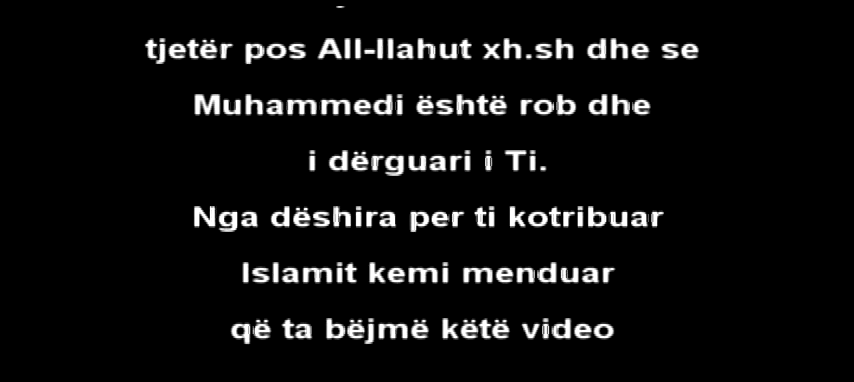 tjetër pos All-llahut xh.sh dhe se
Muhammedi është rob dhe
i dërguari i Ti.
Nga dëshira per ti kotribuar
Islamit kemi menduar
që ta bëjmë këtë video